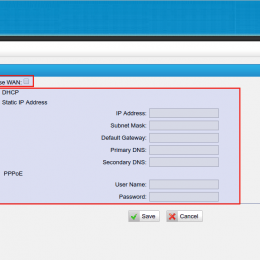 se WAN:
DHCP
Static IP Address
IP Address:
Subnet Mask:
Default Gateway:
Primary DNS:
Secondary DNS:
PPPoE
User Name:
Password:
Save Cancel